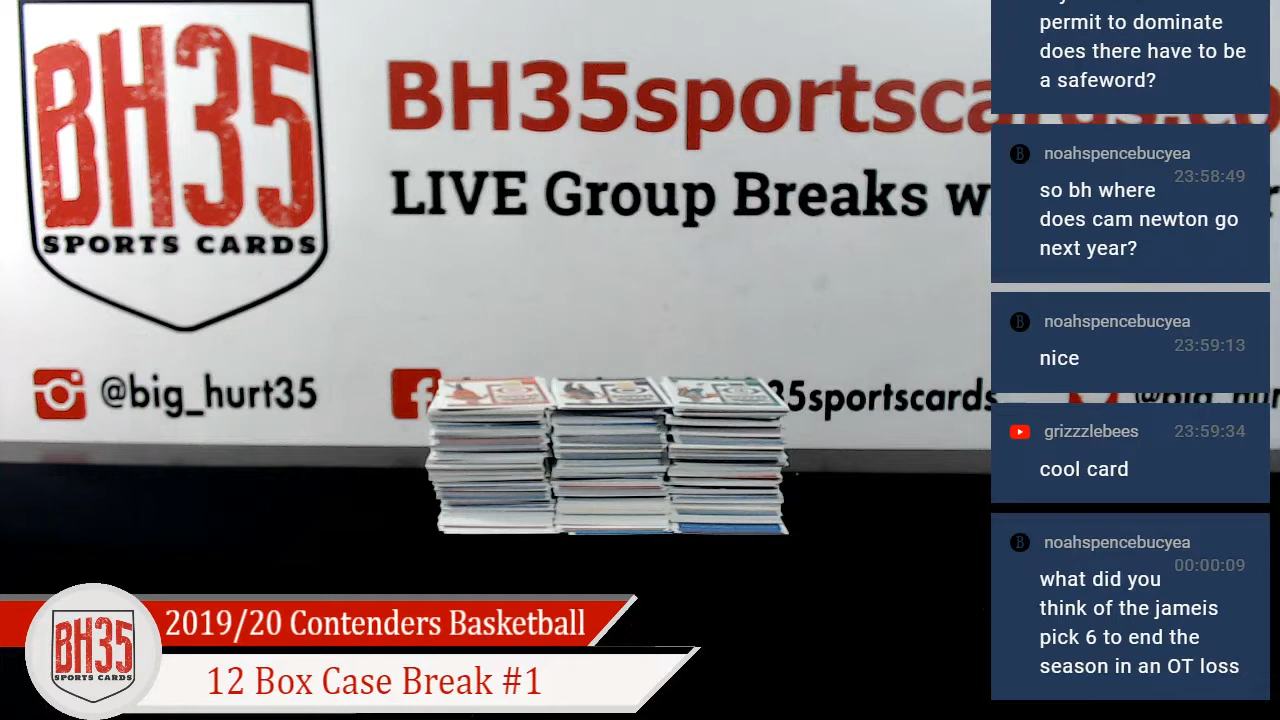 BH35
SPORTS CARDS
BH35sportscards.co
LIVE Group Breaks w
@big_hurt35
35sportscards
permit to dominate
does there have to be
a safeword?
noahspencebucyea
23:58:49
so bh where
does cam newton go
next year?
noahspencebucyea
23:59:13
nice
grizzzlebees 23:59:34
cool card
noahspencebucyea
00:00:09
what did you
think of the jameis
pick 6 to end the
season in an OT loss
BH35
SPORTS CARDS
2019/20 Contenders Basketball
12 Box Case Break #1